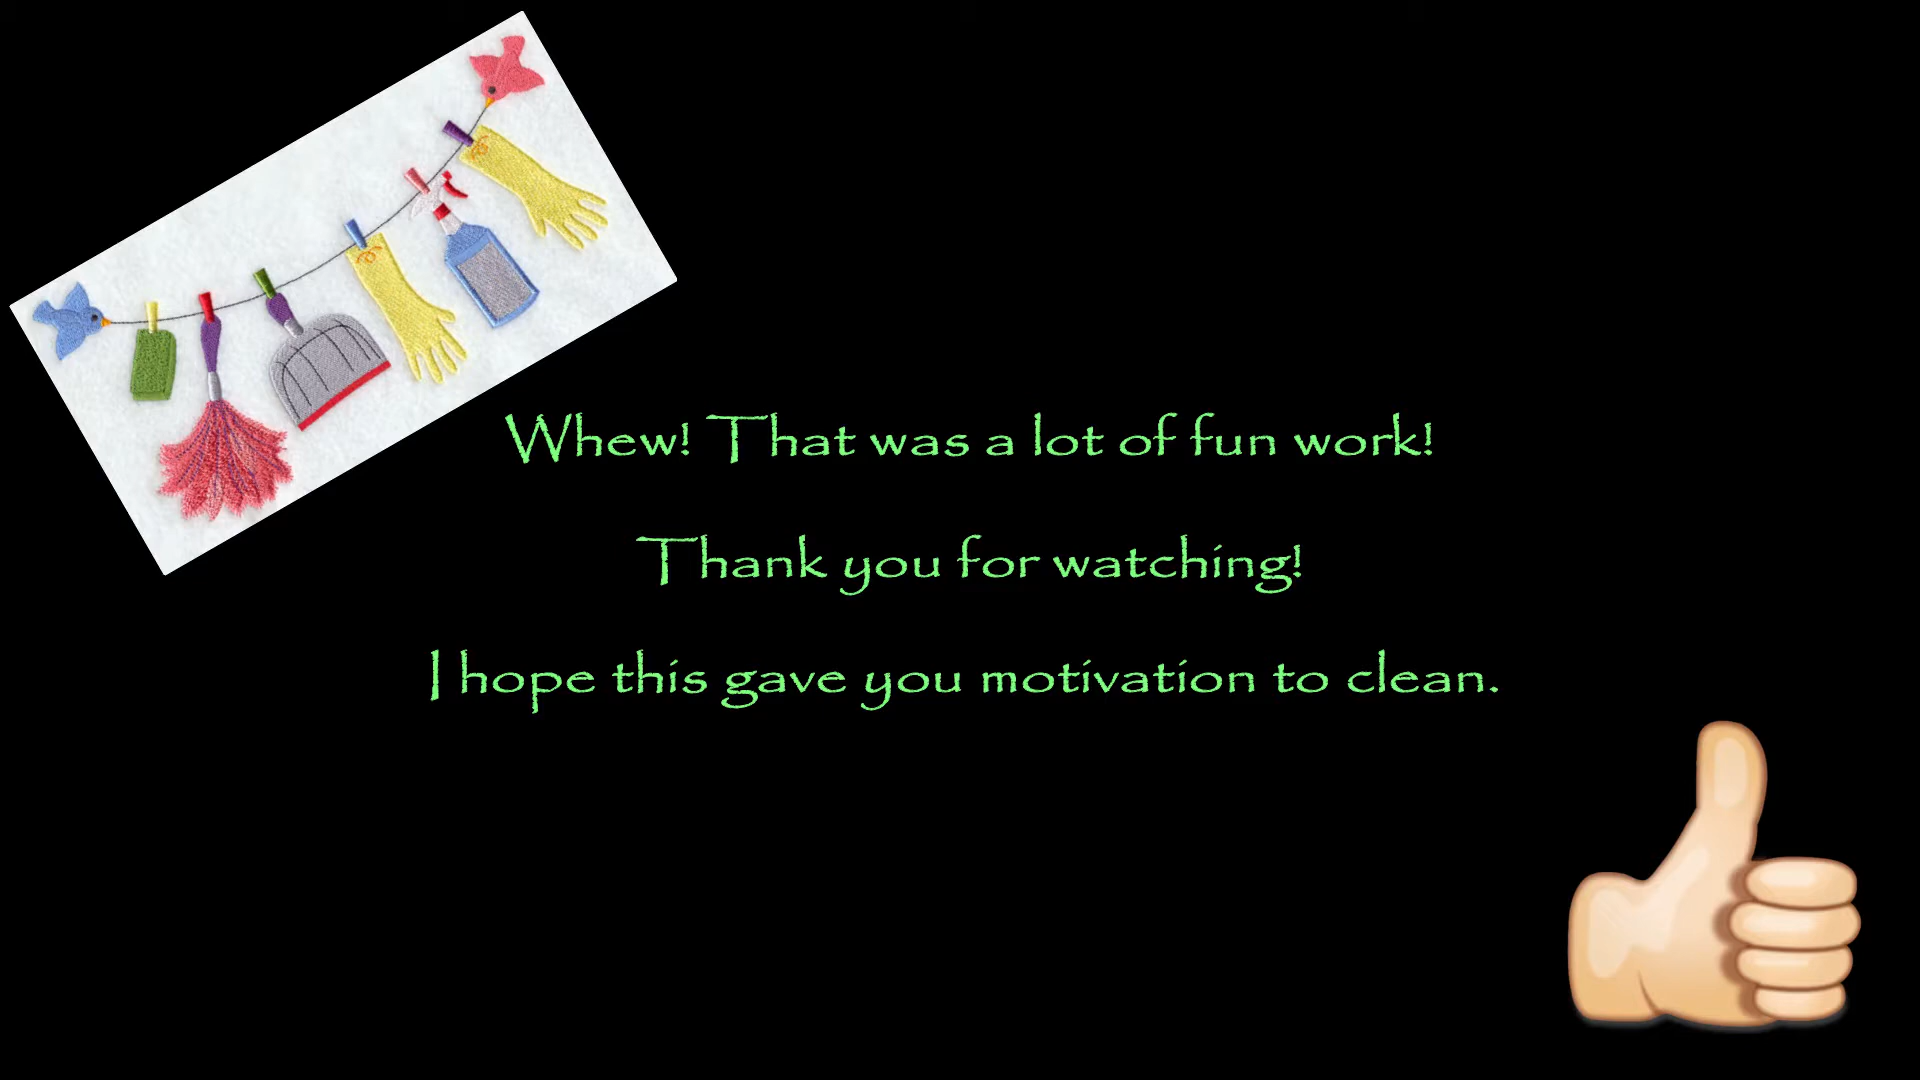 Whew! That was a lot of fun work!
Thank you for watching!
I hope this gave you motivation to clean.